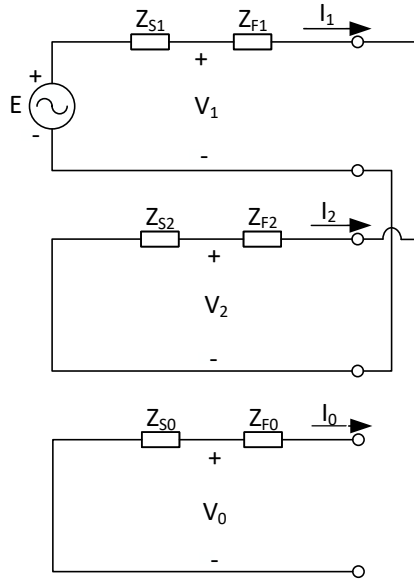 Z_S1 Z_F1 I_1
+ +
E V_1
- -
Z_S2 Z_F2 I_2
+
V_2
-
Z_S0 Z_F0 I_0
+
V_0
-